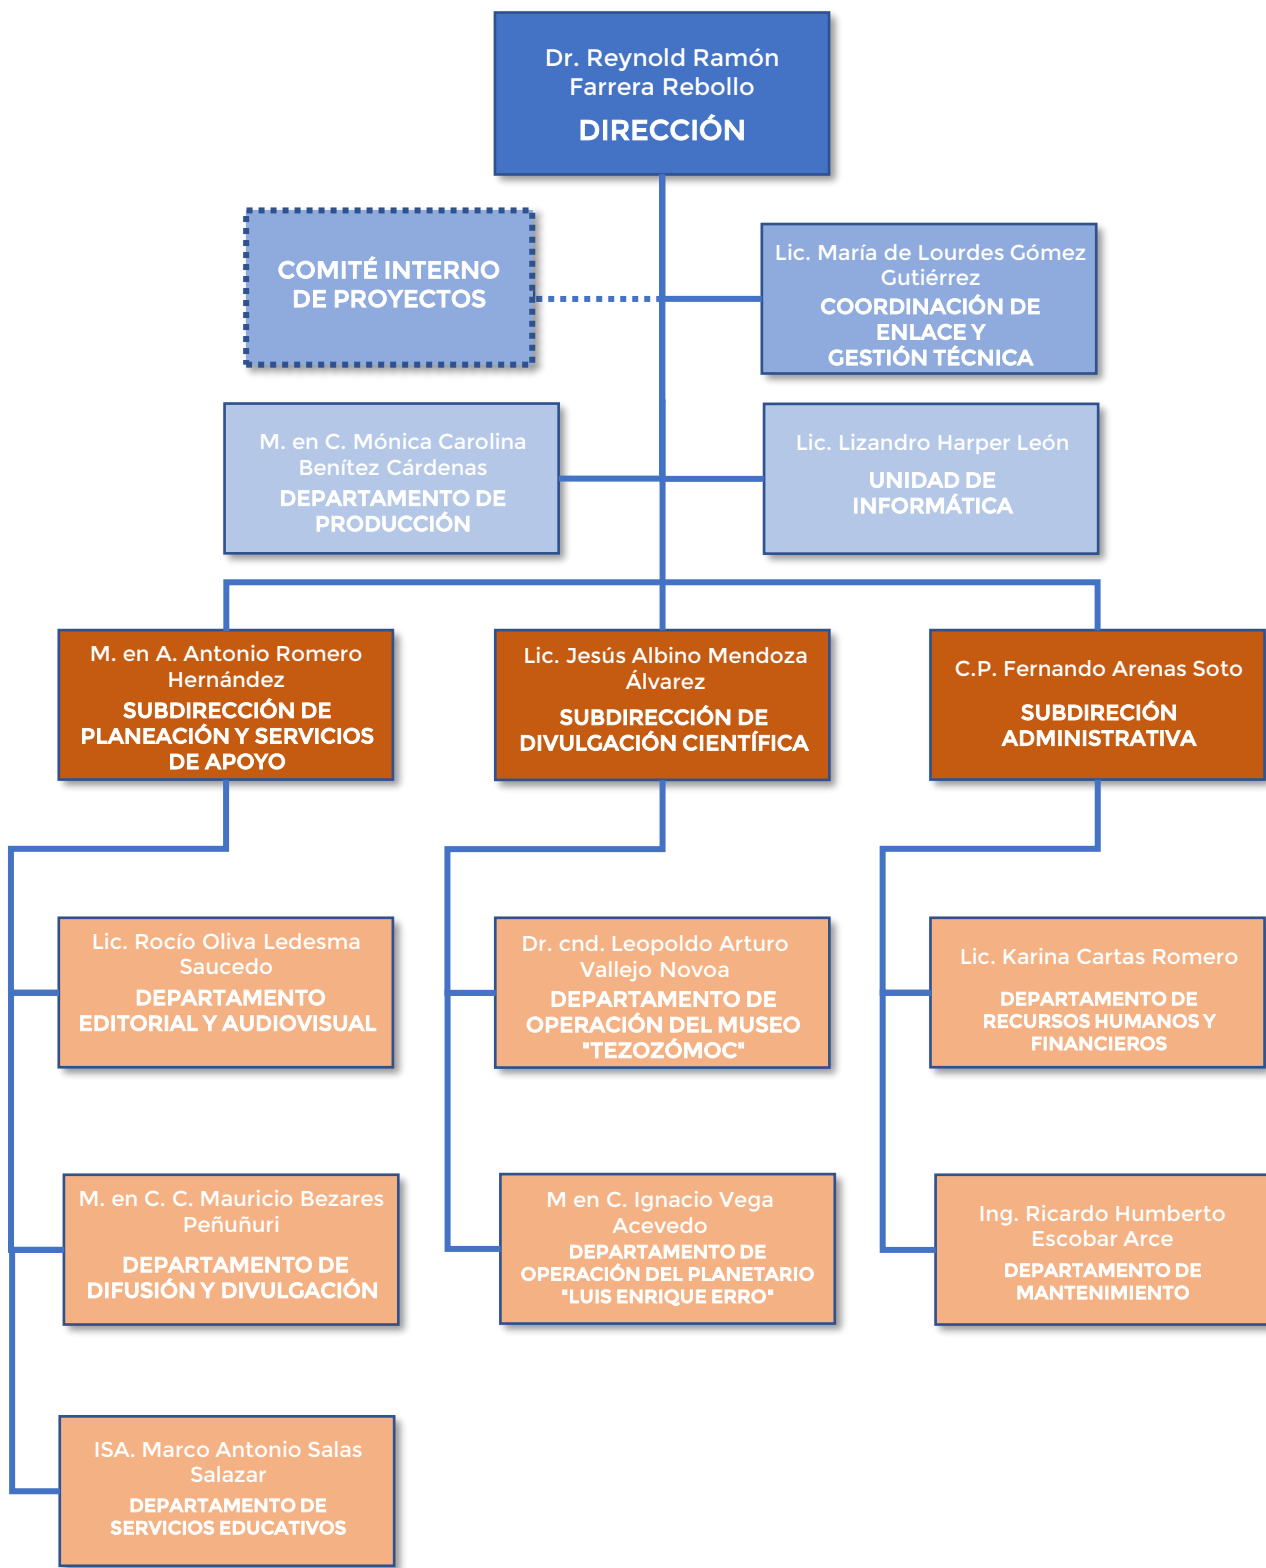 Dr. Reynold Ramón
Farrera Rebollo
DIRECCIÓN
COMITÉ INTERNO
DE PROYECTOS
Lic. María de Lourdes Gómez
Gutiérrez
COORDINACIÓN DE
ENLACE Y
GESTIÓN TÉCNICA
M. en C. Mónica Carolina
Benítez Cárdenas
DEPARTAMENTO DE
PRODUCCIÓN
Lic. Lizandro Harper León
UNIDAD DE
INFORMÁTICA
M. en A. Antonio Romero
Hernández
SUBDIRECCIÓN DE
PLANEACIÓN Y SERVICIOS
DE APOYO
Lic. Jesús Albino Mendoza
Álvarez
SUBDIRECCIÓN DE
DIVULGACIÓN CIENTÍFICA
C.P. Fernando Arenas Soto
SUBDIRECIÓN
ADMINISTRATIVA
Lic. Rocío Oliva Ledesma
Saucedo
DEPARTAMENTO
EDITORIAL Y AUDIOVISUAL
Dr. cnd. Leopoldo Arturo
Vallejo Novoa
DEPARTAMENTO DE
OPERACIÓN DEL MUSEO
"TEZOZÓMOC"
Lic. Karina Cartas Romero
DEPARTAMENTO DE
RECURSOS HUMANOS Y
FINANCIEROS
M. en C. C. Mauricio Bezares
Peñuñuri
DEPARTAMENTO DE
DIFUSIÓN Y DIVULGACIÓN
M en C. Ignacio Vega
Acevedo
DEPARTAMENTO DE
OPERACIÓN DEL PLANETARIO
"LUIS ENRIQUE ERRO"
Ing. Ricardo Humberto
Escobar Arce
DEPARTAMENTO DE
MANTENIMIENTO
ISA. Marco Antonio Salas
Salazar
DEPARTAMENTO DE
SERVICIOS EDUCATIVOS